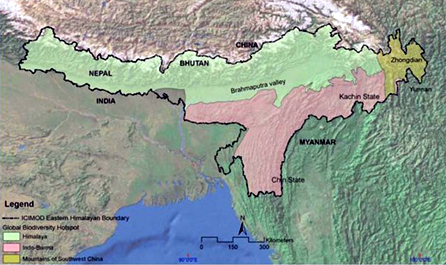 CHINA
Zhongdian
NEPAL
BHUTAN
Brahmaputra valley
Yunnan
INDIA
Kachin State
MYANMAR
Chin State
Legend
ICIMOD Eastern Himalayan Boundary
Global Biodiversity Hotspot
Himalaya
Indo-Burma
Mountains of Southwest China
N
Kilometers
0 75 150 300